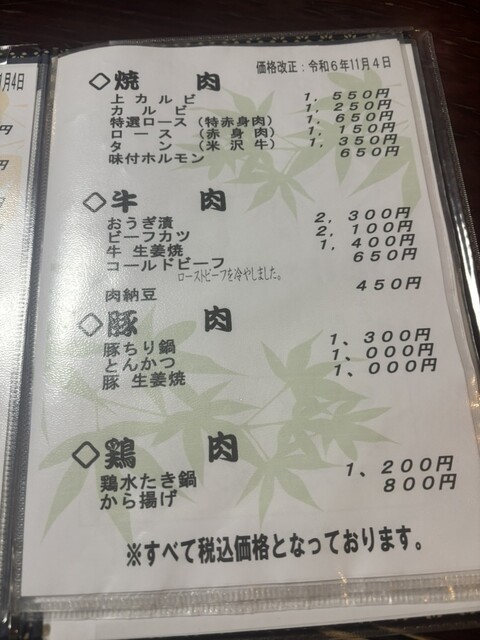 価格改正:令和6年11月4日
◇焼 肉
上 カルビ 1,550円
カ ル ビ 1,250円
特選ロース(特赤身肉) 1,650円
ロ ー ス (赤 身 肉) 1,150円
タ ン (米 沢 牛) 1,350円
味付ホルモン 650円
◇牛 肉
おうぎ漬 2,300円
ビーフカツ 2,100円
牛 生姜焼 1,400円
コールドビーフ 650円
ローストビーフを冷やしました。
肉納豆 450円
◇豚 肉
豚ちり鍋 1,300円
とんかつ 1,000円
豚 生姜焼 1,000円
◇鶏 肉
鶏水たき鍋 1,200円
から揚げ 800円
※すべて税込価格となっております。